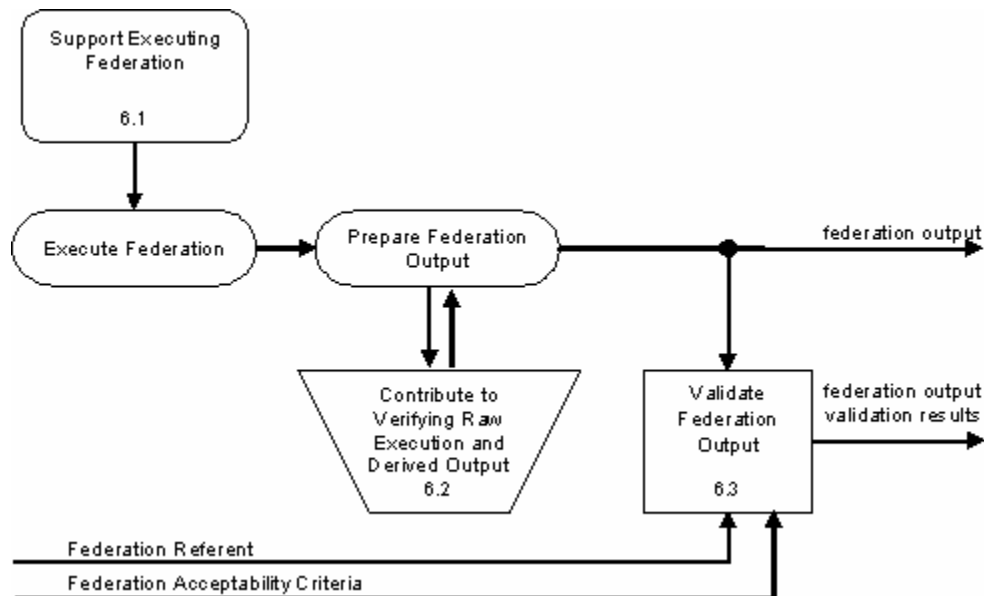 Support Executing
Federation
6.1
Execute Federation
Prepare Federation
Output
federation output
Contribute to
Verifying Raw
Execution and
Derived Output
6.2
Validate
Federation
Output
6.3
federation output
validation results
Federation Referent
Federation Acceptability Criteria